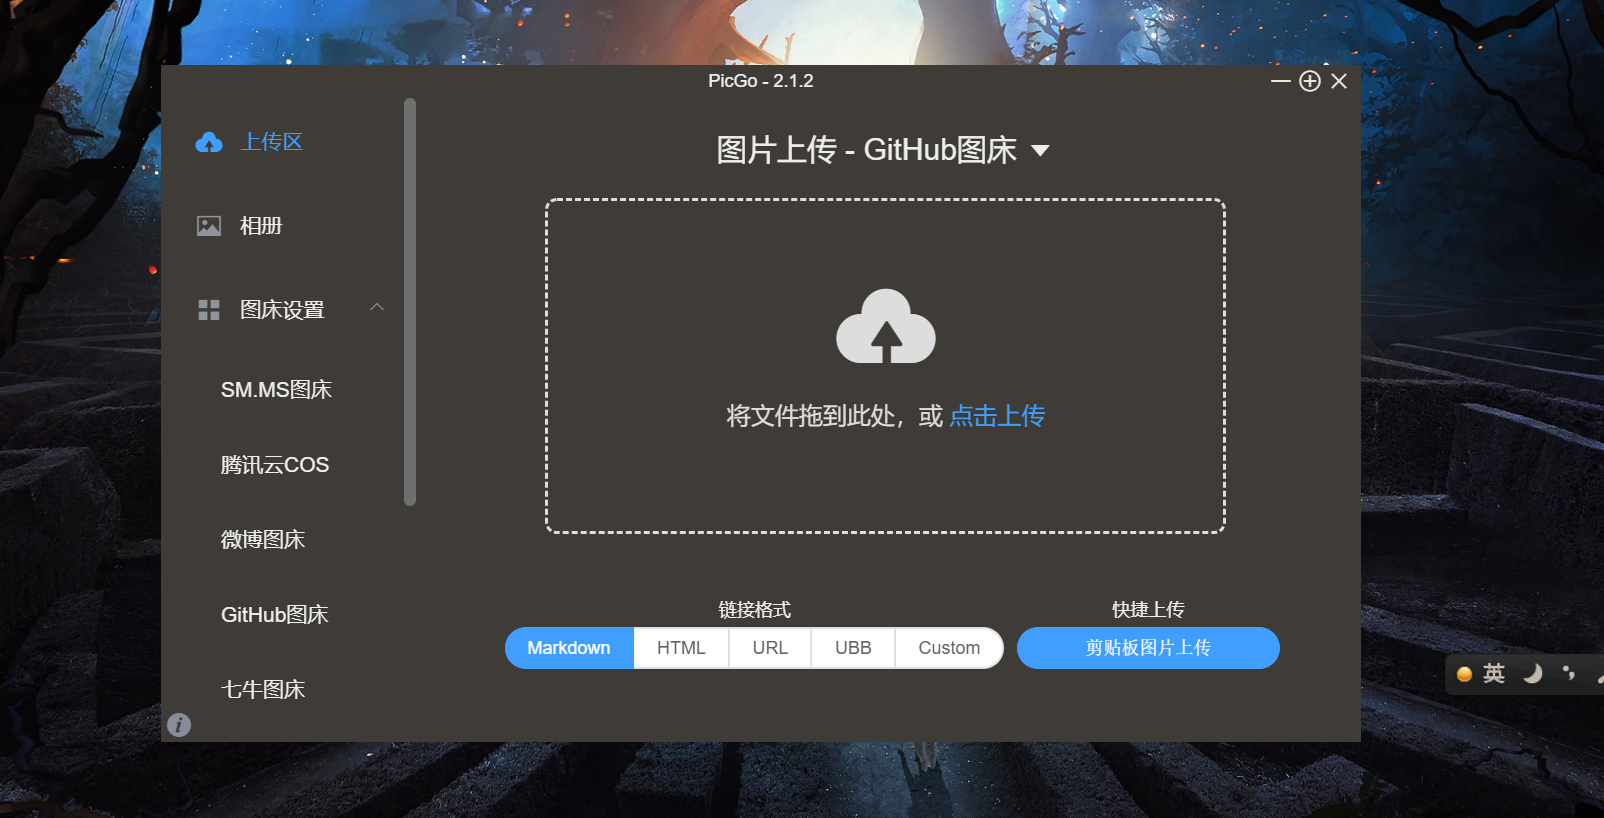 PicGo - 2.1.2
上传区
相册
图床设置
SM.MS图床
腾讯云COS
微博图床
GitHub图床
七牛图床
图片上传 - GitHub图床
将文件拖到此处，或 点击上传
链接格式
Markdown HTML URL UBB Custom
快捷上传
剪贴板图片上传
英